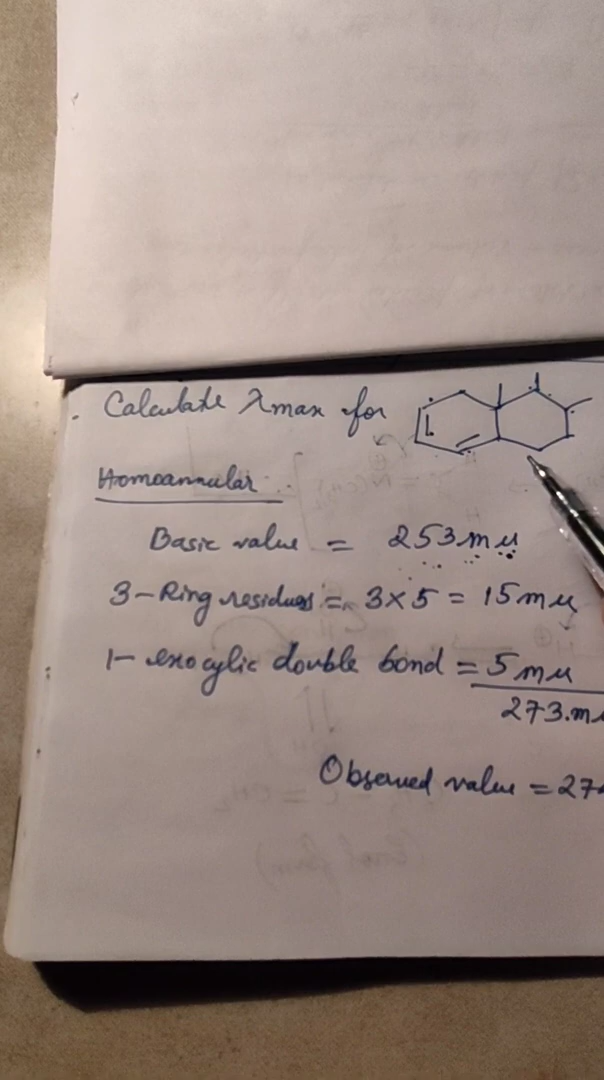 . Calculate λmax for
Homoannular :
Basic value = 253 mμ
3-Ring residues = 3×5 = 15 mμ
1- exocylic double bond = 5 mμ
273.mμ
Observed value = 27